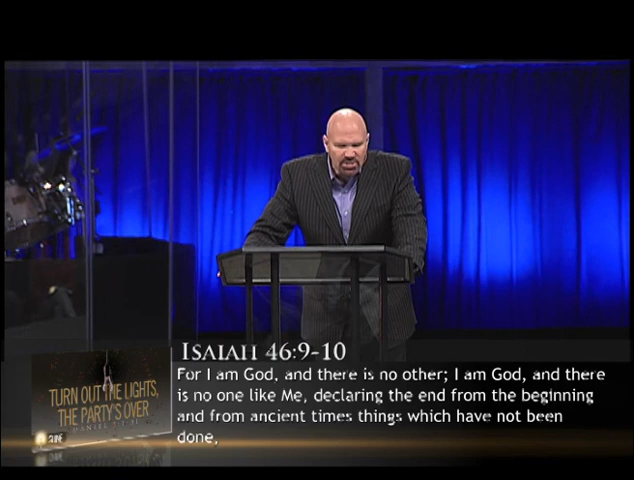 ISAIAH 46:9-10
For I am God, and there is no other; I am God, and there
is no one like Me, declaring the end from the beginning
and from ancient times things which have not been
done,
TURN OUT THE LIGHTS,
THE PARTY'S OVER
DANIEL